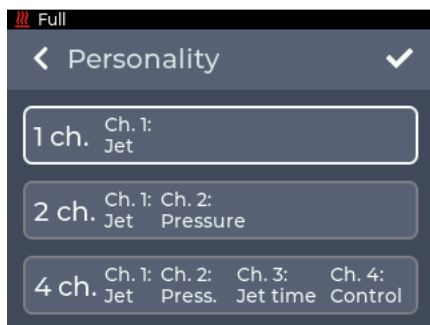 Full
Personality
1 ch. Ch. 1:
Jet
2 ch. Ch. 1: Ch. 2:
Jet Pressure
4 ch. Ch. 1: Ch. 2: Ch. 3: Ch. 4:
Jet Press. Jet time Control